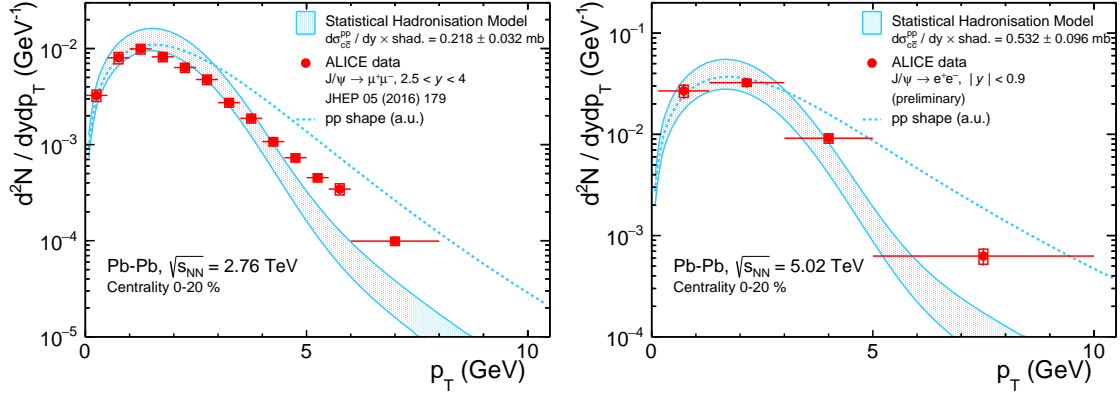 d²N / dydp_T (GeV⁻¹)
10⁻²
10⁻³
10⁻⁴
10⁻⁵
Statistical Hadronisation Model
dσ^pp_cc̅ / dy × shad. = 0.218 ± 0.032 mb
ALICE data
J/ψ → μ⁺μ⁻, 2.5 < y < 4
JHEP 05 (2016) 179
pp shape (a.u.)
Pb-Pb, √s_NN = 2.76 TeV
Centrality 0-20 %
0 5 10
p_T (GeV)
d²N / dydp_T (GeV⁻¹)
10⁻¹
10⁻²
10⁻³
10⁻⁴
Statistical Hadronisation Model
dσ^pp_cc̅ / dy × shad. = 0.532 ± 0.096 mb
ALICE data
J/ψ → e⁺e⁻, |y| < 0.9
(preliminary)
pp shape (a.u.)
Pb-Pb, √s_NN = 5.02 TeV
Centrality 0-20 %
0 5 10
p_T (GeV)